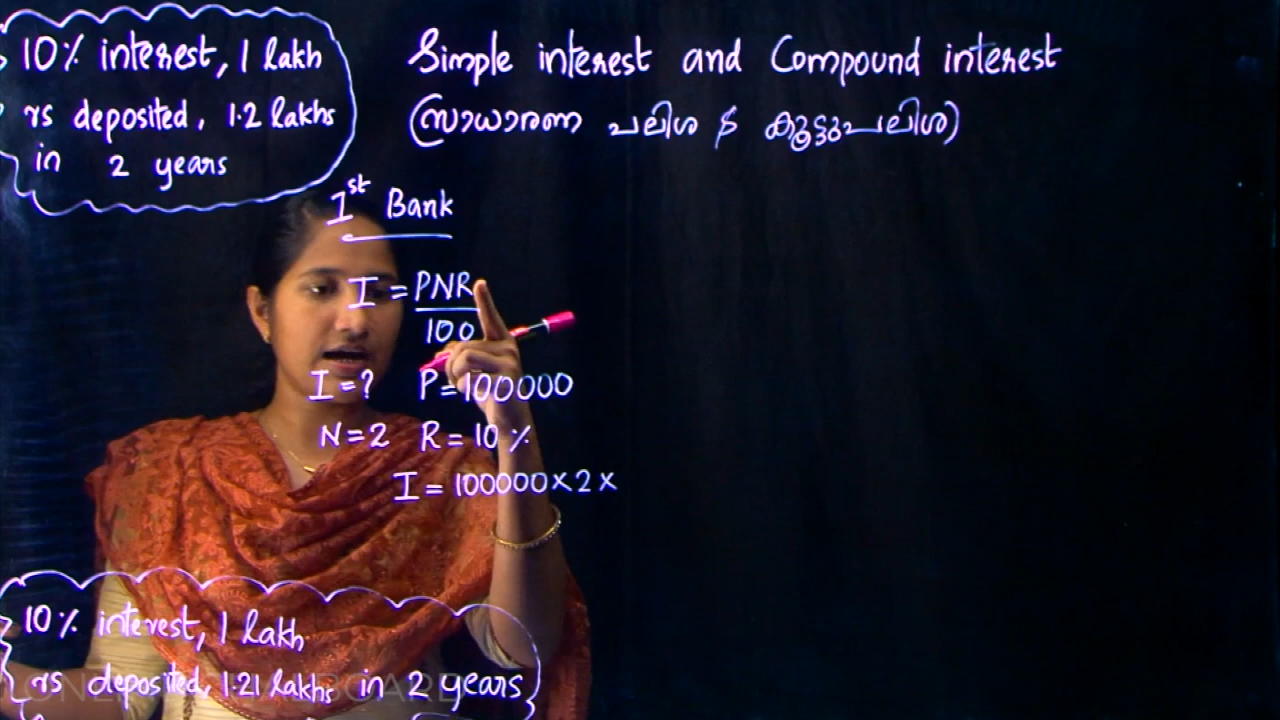 10% interest, 1 lakh
rs deposited, 1.2 lakhs
in 2 years
Simple interest and Compound interest
(സാധാരണ പലിശ & കൂട്ടുപലിശ)
Ist Bank
I = PNR
100
I = ? P = 100000
N = 2 R = 10 %
I = 100000 × 2 ×
10% interest, 1 lakh
rs deposited, 1.21 lakhs in 2 years